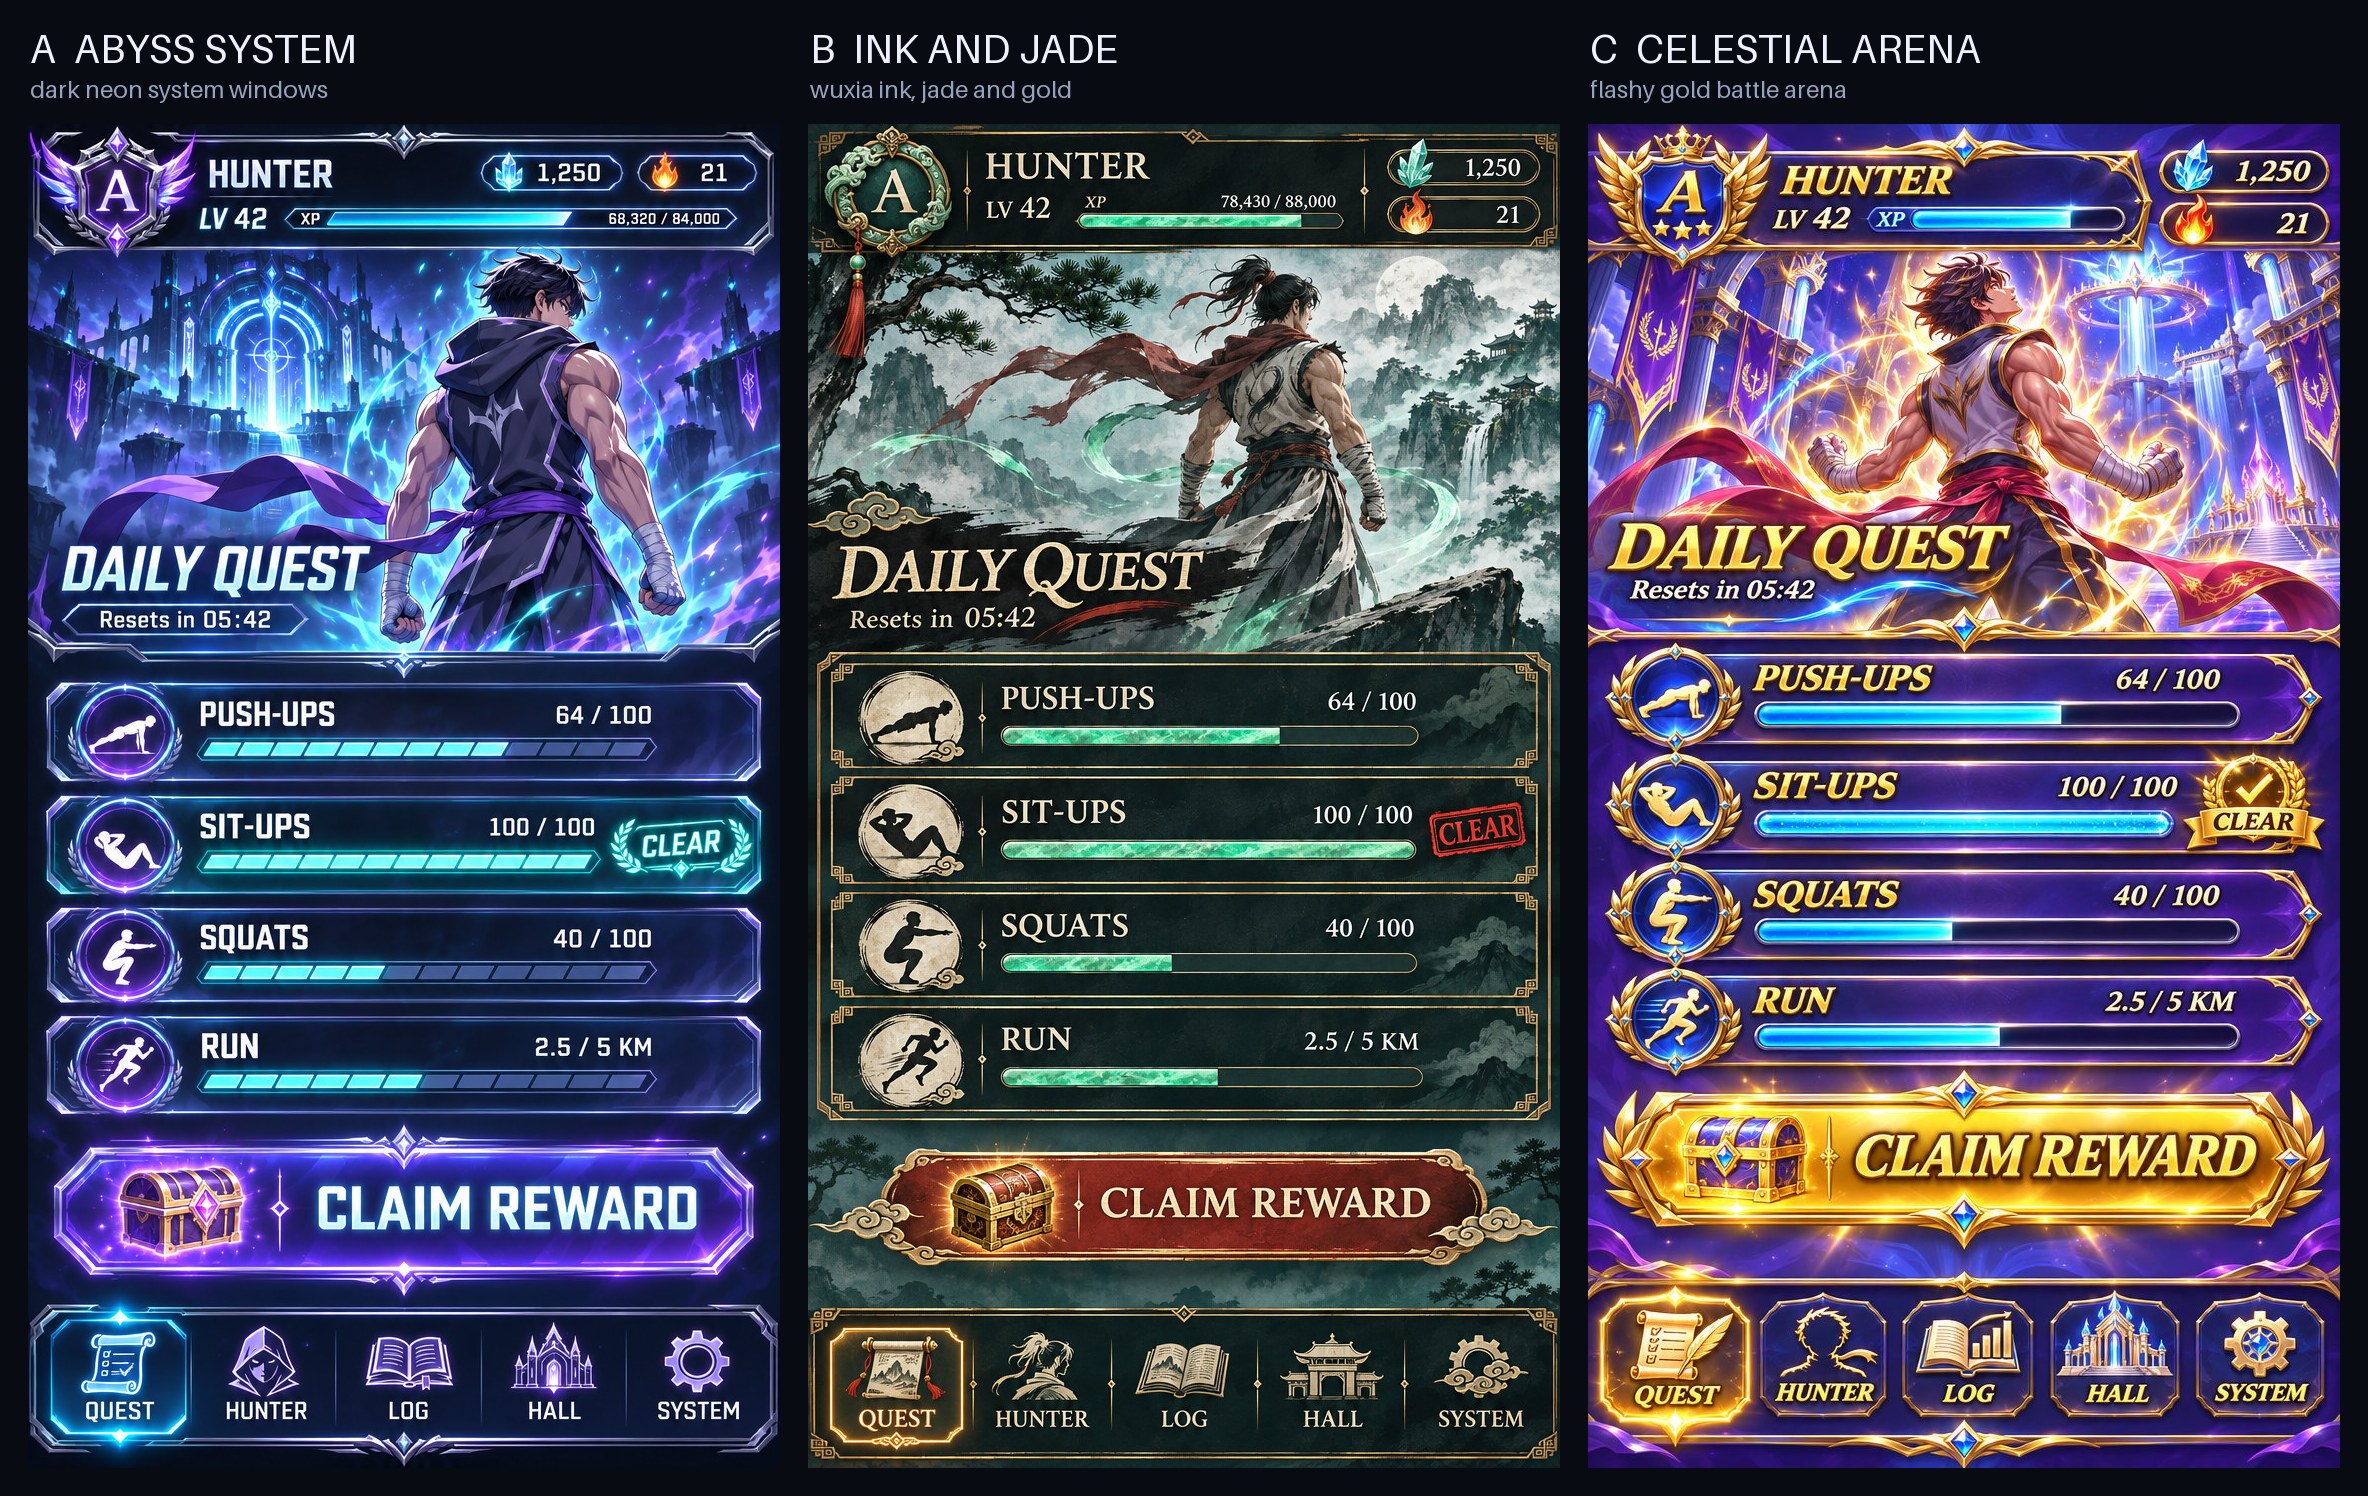 A ABYSS SYSTEM
dark neon system windows
A
HUNTER
1,250
21
LV 42
XP
68,320 / 84,000
DAILY QUEST
Resets in 05:42
PUSH-UPS
64 / 100
SIT-UPS
100 / 100
CLEAR
SQUATS
40 / 100
RUN
2.5 / 5 KM
CLAIM REWARD
QUEST
HUNTER
LOG
HALL
SYSTEM
B INK AND JADE
wuxia ink, jade and gold
A
HUNTER
1,250
LV 42
XP
78,430 / 88,000
21
DAILY QUEST
Resets in 05:42
PUSH-UPS
64 / 100
SIT-UPS
100 / 100
CLEAR
SQUATS
40 / 100
RUN
2.5 / 5 KM
CLAIM REWARD
QUEST
HUNTER
LOG
HALL
SYSTEM
C CELESTIAL ARENA
flashy gold battle arena
A
HUNTER
1,250
LV 42
XP
21
DAILY QUEST
Resets in 05:42
PUSH-UPS
64 / 100
SIT-UPS
100 / 100
CLEAR
SQUATS
40 / 100
RUN
2.5 / 5 KM
CLAIM REWARD
QUEST
HUNTER
LOG
HALL
SYSTEM